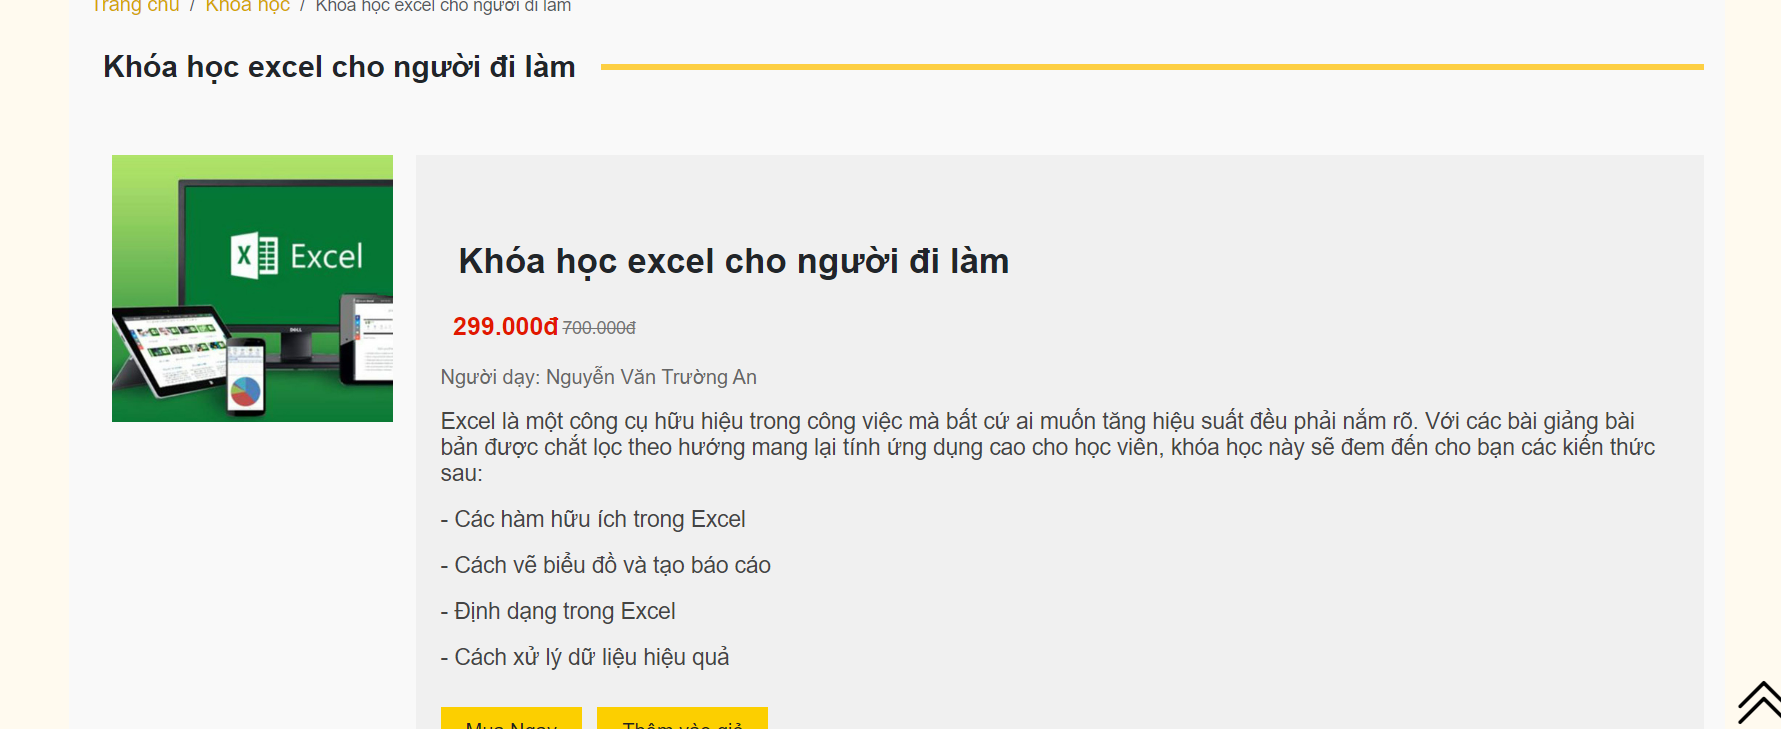 Trang chủ / Khóa học / Khóa học excel cho người đi làm
Khóa học excel cho người đi làm
X Excel
DELL
Khóa học excel cho người đi làm
299.000đ 700.000đ
Người dạy: Nguyễn Văn Trường An
Excel là một công cụ hữu hiệu trong công việc mà bất cứ ai muốn tăng hiệu suất đều phải nắm rõ. Với các bài giảng bài
bản được chắt lọc theo hướng mang lại tính ứng dụng cao cho học viên, khóa học này sẽ đem đến cho bạn các kiến thức
sau:
- Các hàm hữu ích trong Excel
- Cách vẽ biểu đồ và tạo báo cáo
- Định dạng trong Excel
- Cách xử lý dữ liệu hiệu quả
Mua Ngay Thêm vào giỏ